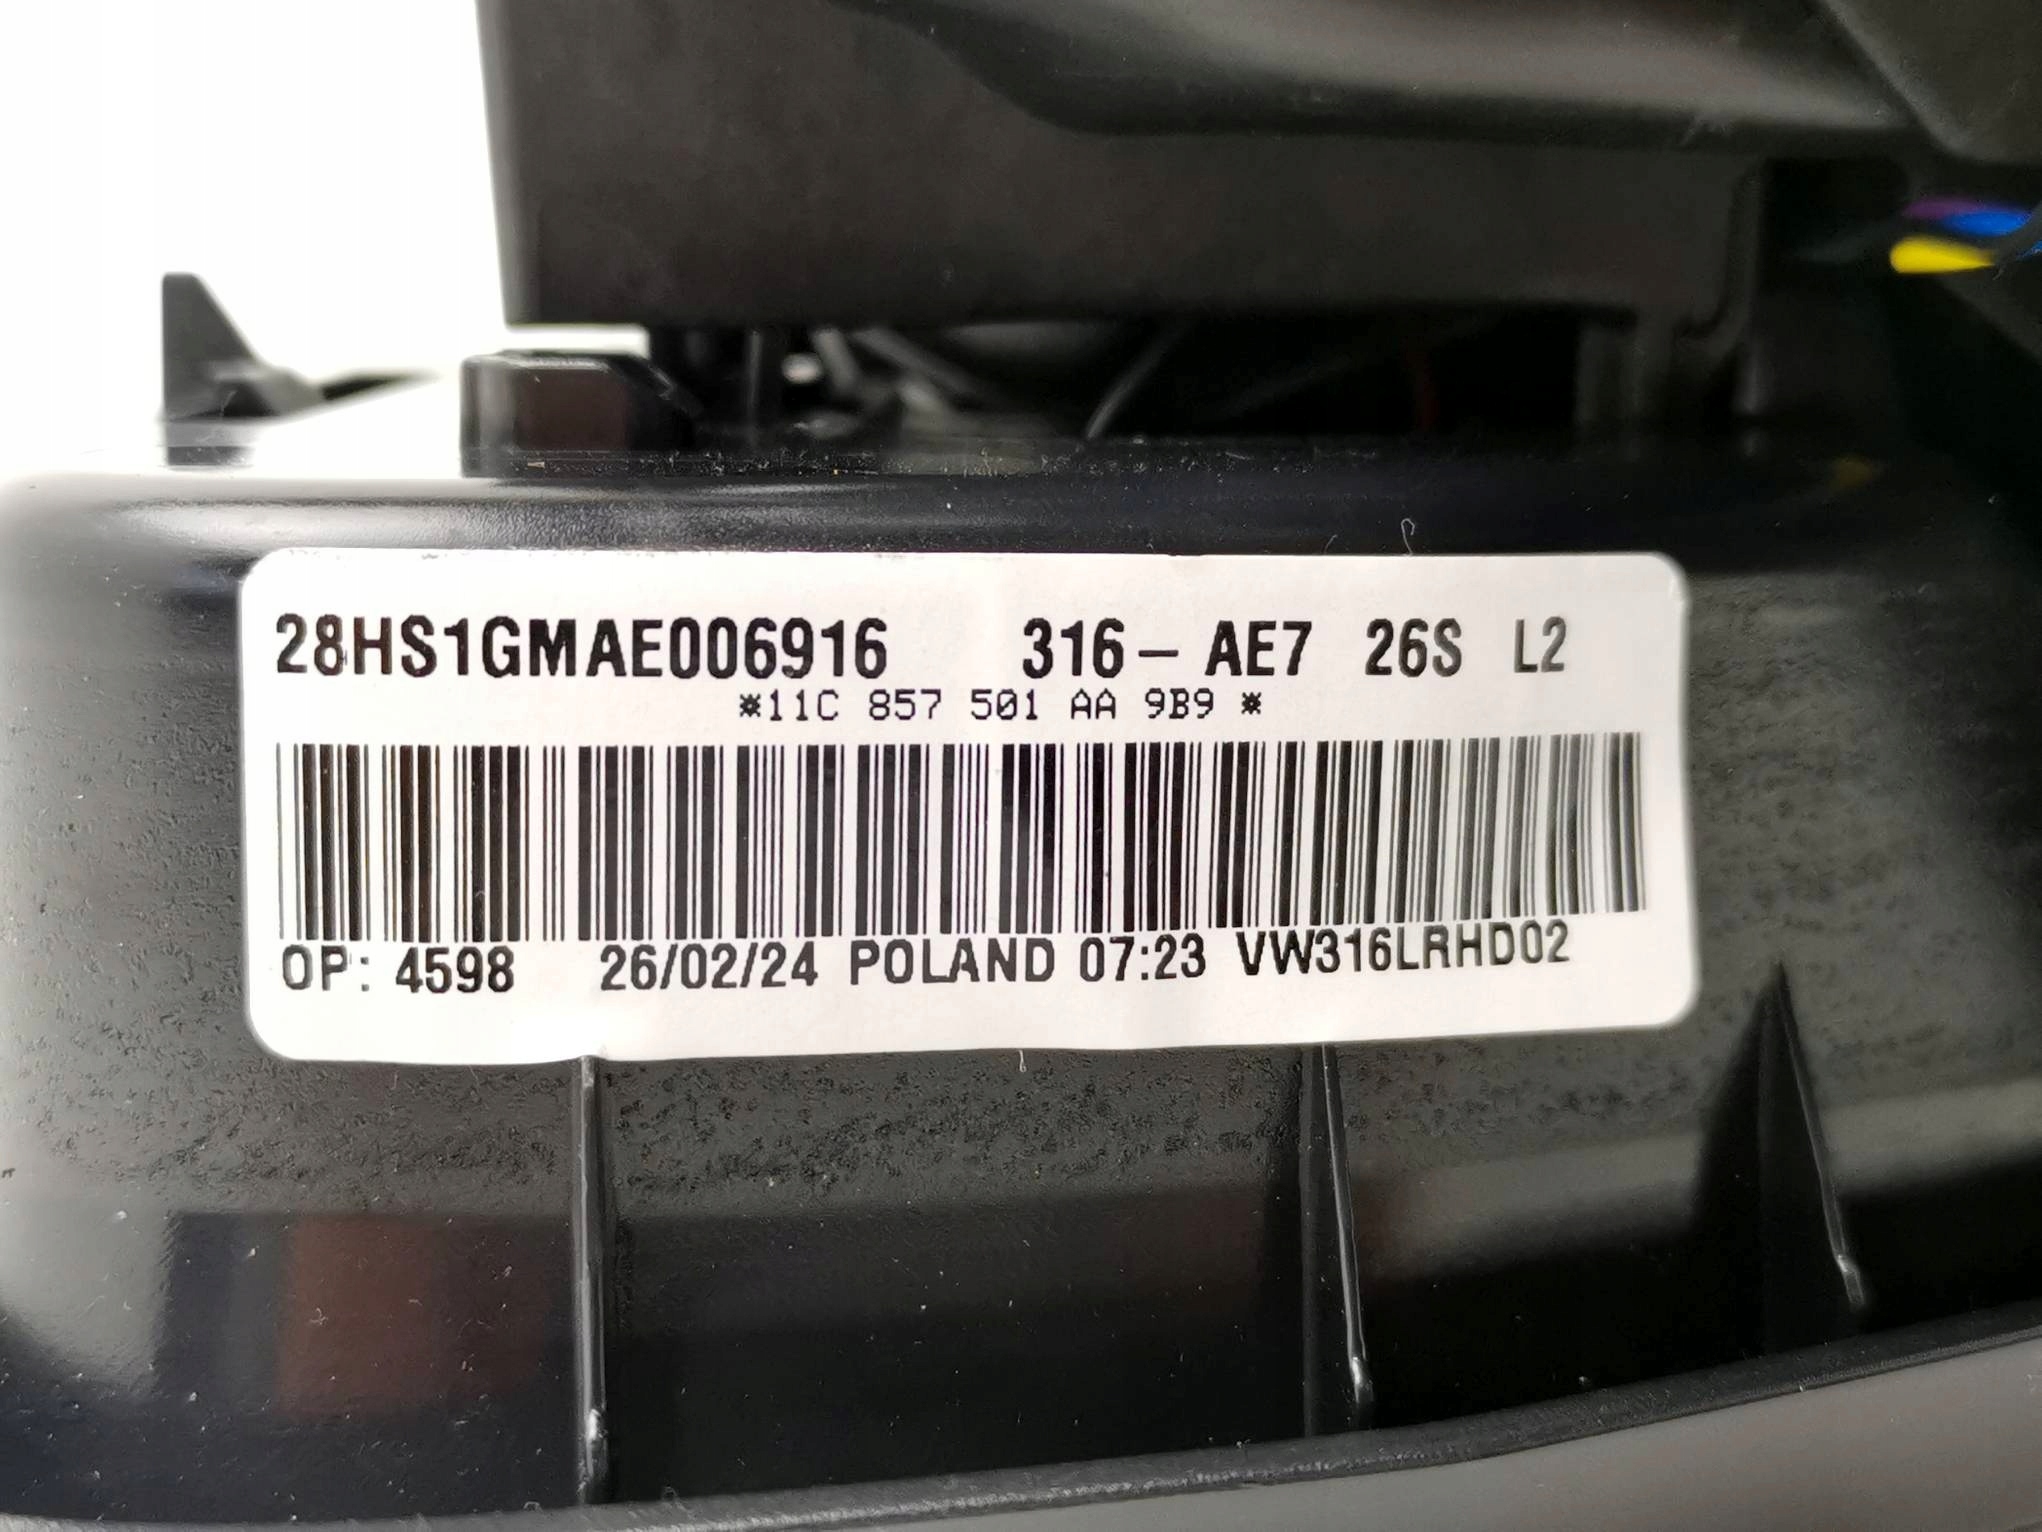 28HS1GMAE006916 316- AE7 26S L2
*11C 857 501 AA 9B9 *
OP: 4598 26/02/24 POLAND 07:23 VW316LRHD02